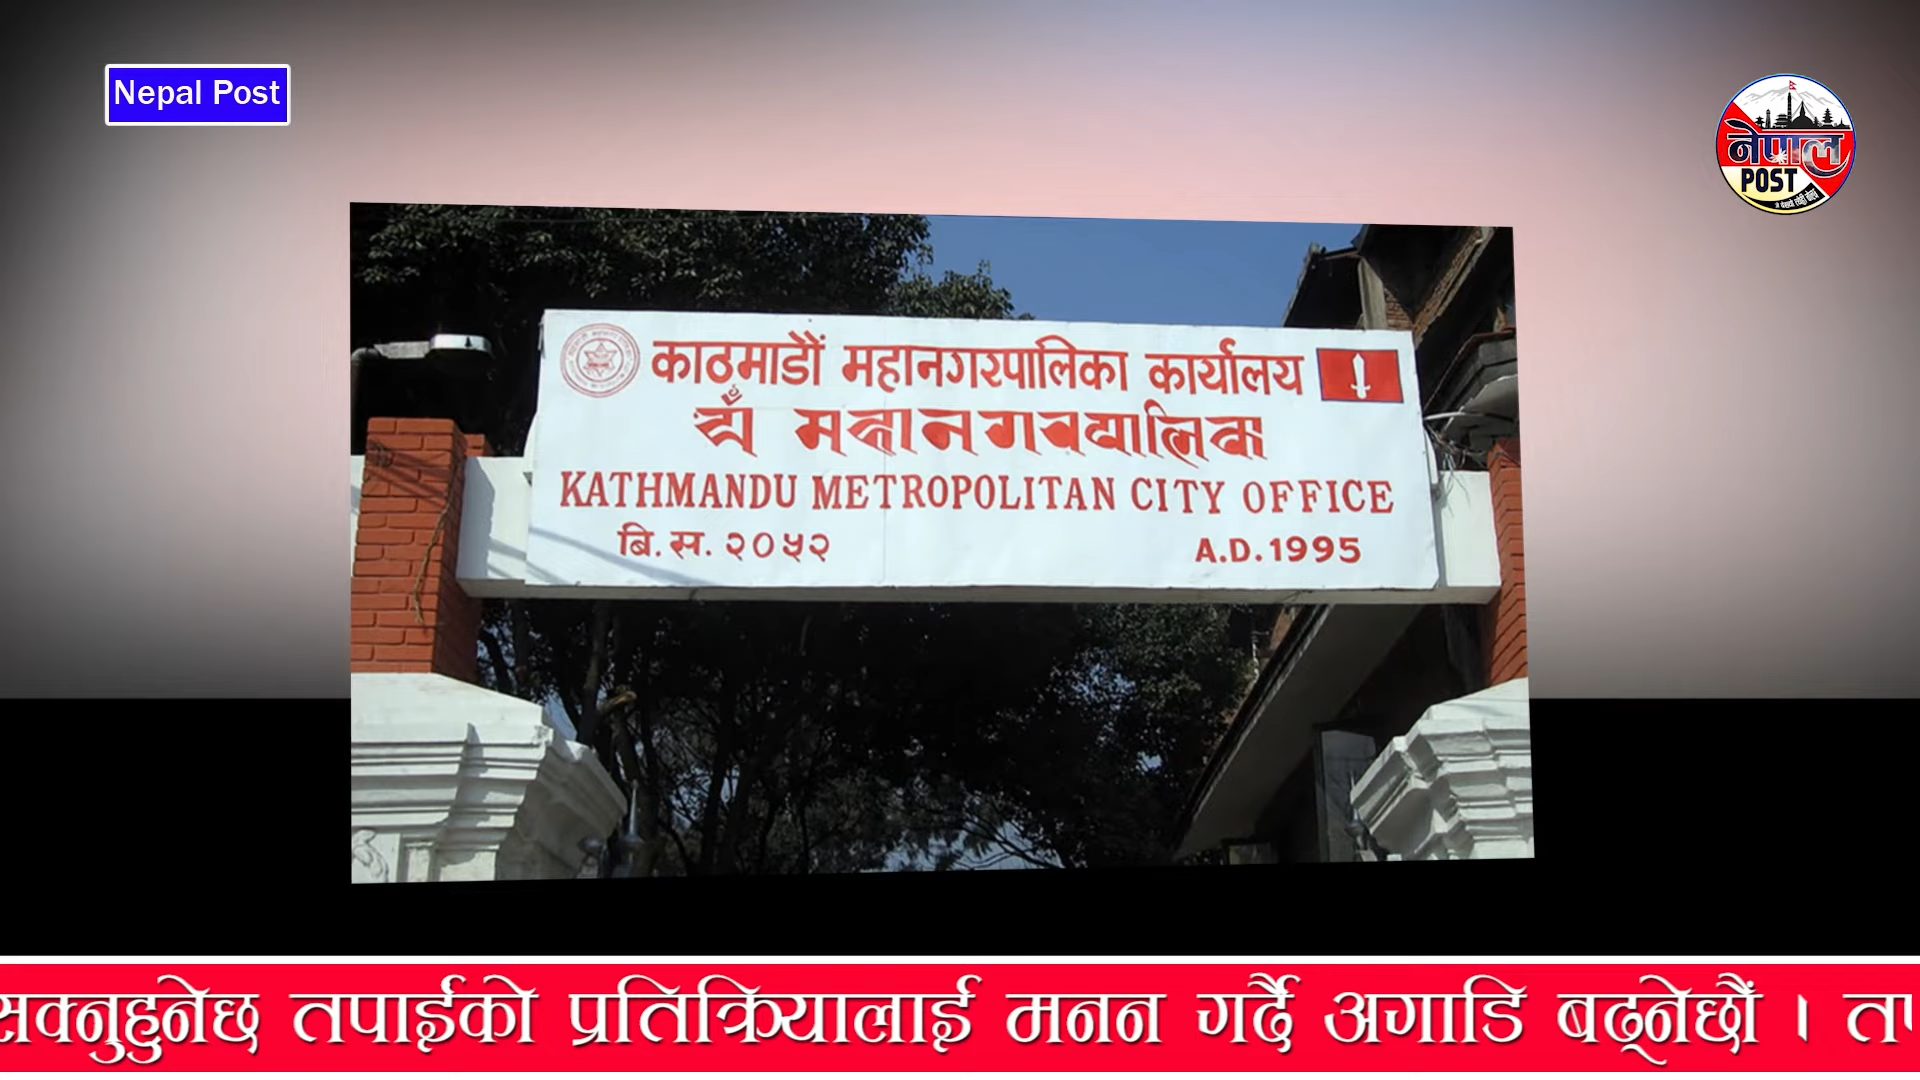 Nepal Post
नेपाल
POST
काठमाडौं महानगरपालिका कार्यालय
KATHMANDU METROPOLITAN CITY OFFICE
बि.स. २०५२
A.D. 1995
सक्नुहुनेछ तपाईको प्रतिक्रियालाई मनन गर्दै अगाडि बढ्नेछौं ।